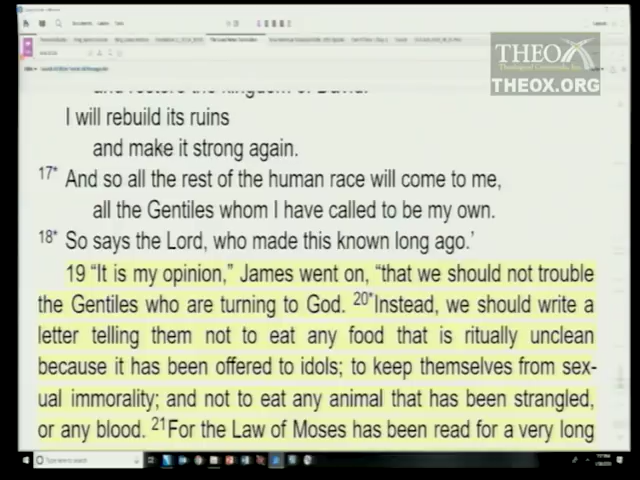 THEOX
THEOX.ORG
and restores the kingdom of David.
I will rebuild its ruins
and make it strong again.
17* And so all the rest of the human race will come to me,
all the Gentiles whom I have called to be my own.
18* So says the Lord, who made this known long ago.’
19 “It is my opinion,” James went on, “that we should not trouble
the Gentiles who are turning to God. 20*Instead, we should write a
letter telling them not to eat any food that is ritually unclean
because it has been offered to idols; to keep themselves from sex-
ual immorality; and not to eat any animal that has been strangled,
or any blood. 21For the Law of Moses has been read for a very long